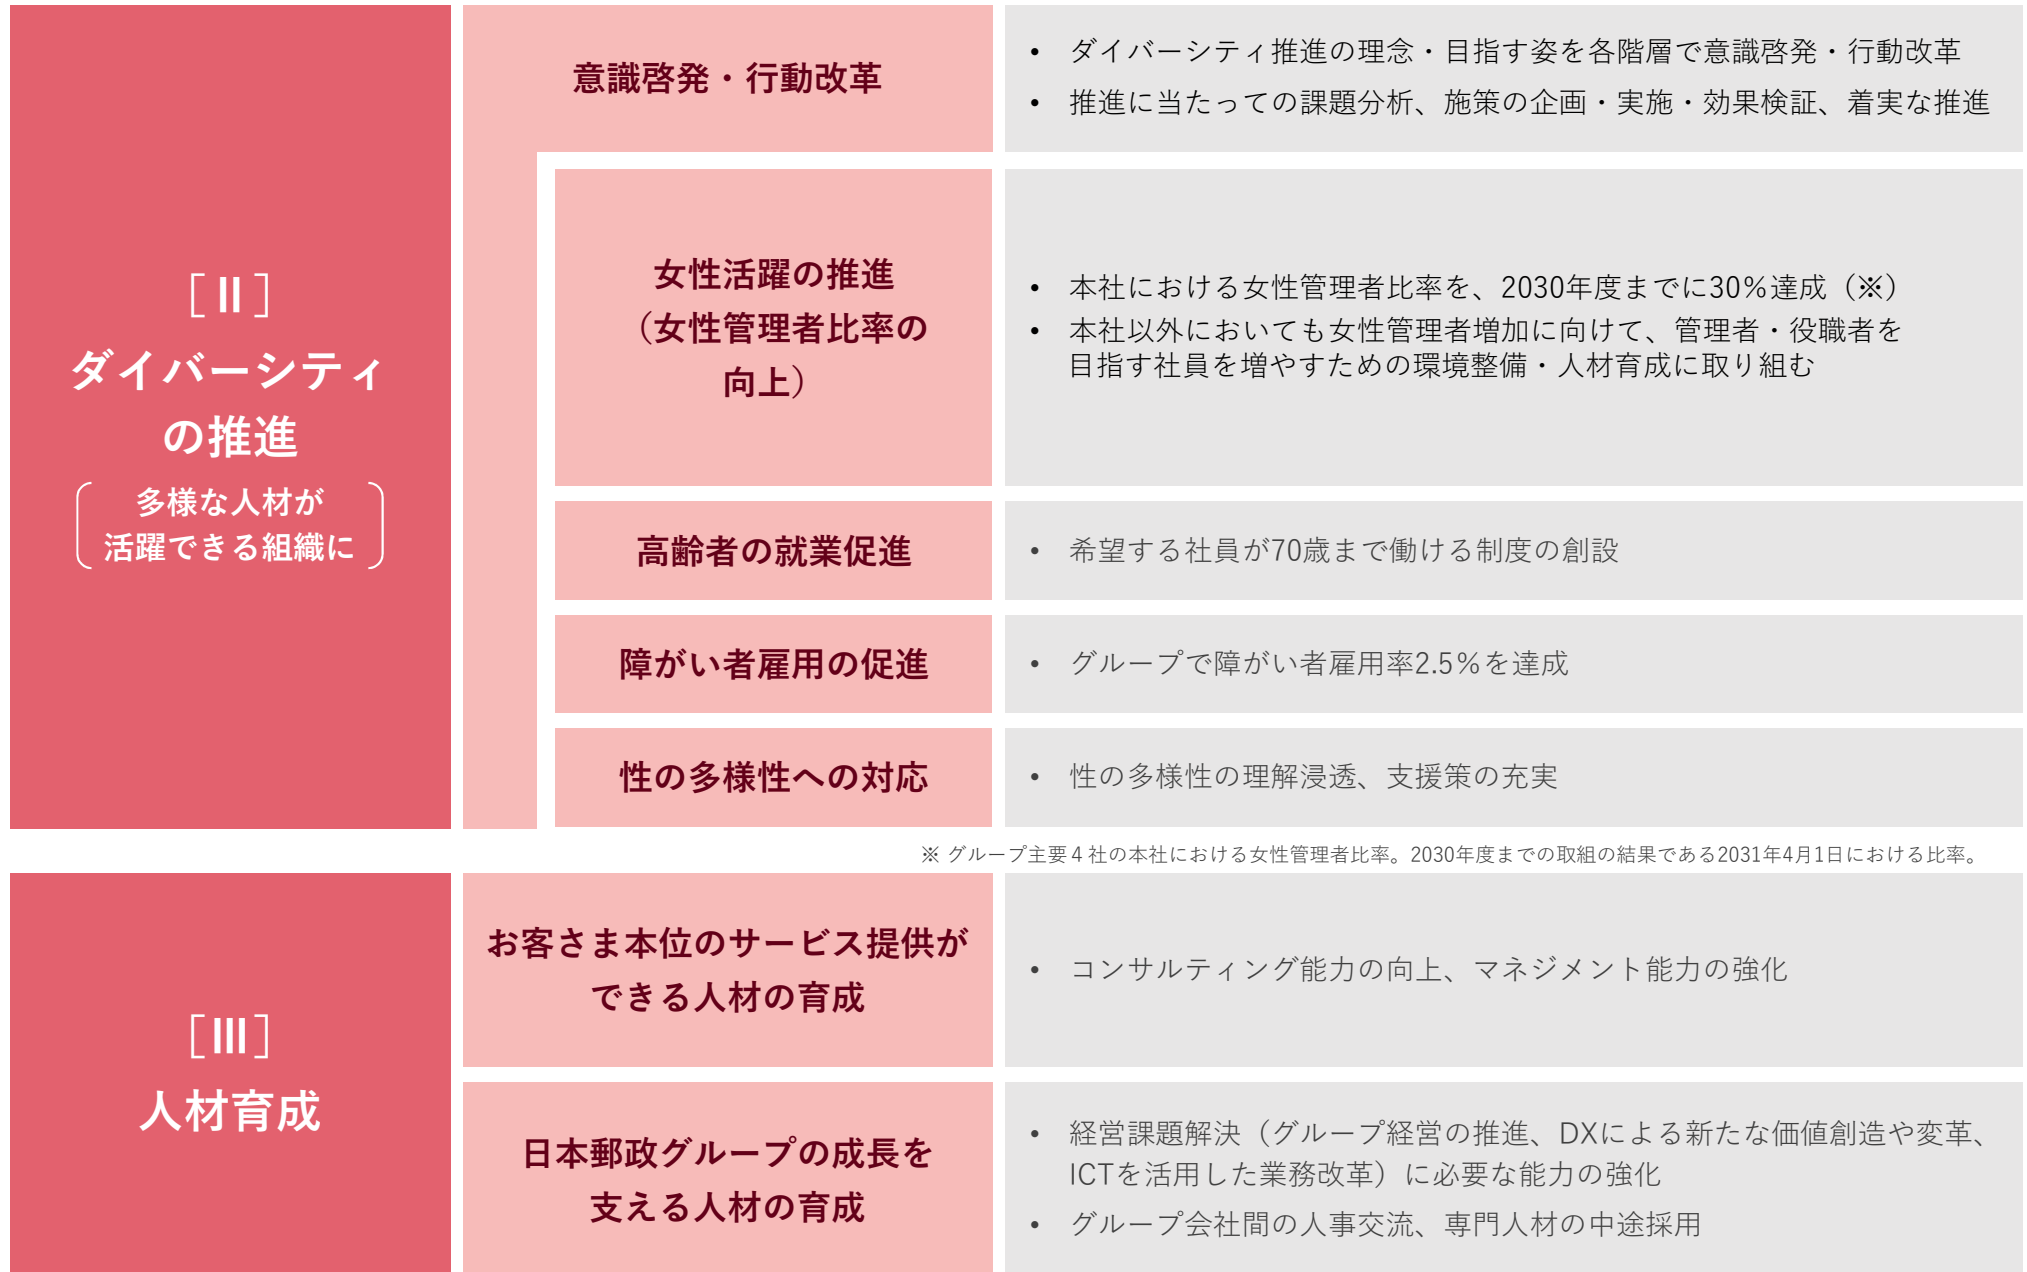 ［Ⅱ］
ダイバーシティ
の推進
多様な人材が
活躍できる組織に
意識啓発・行動改革
• ダイバーシティ推進の理念・目指す姿を各階層で意識啓発・行動改革
• 推進に当たっての課題分析、施策の企画・実施・効果検証、着実な推進
女性活躍の推進
（女性管理者比率の
向上）
• 本社における女性管理者比率を、2030年度までに30％達成（※）
• 本社以外においても女性管理者増加に向けて、管理者・役職者を
目指す社員を増やすための環境整備・人材育成に取り組む
高齢者の就業促進
• 希望する社員が70歳まで働ける制度の創設
障がい者雇用の促進
• グループで障がい者雇用率2.5％を達成
性の多様性への対応
• 性の多様性の理解浸透、支援策の充実
※ グループ主要４社の本社における女性管理者比率。2030年度までの取組の結果である2031年4月1日における比率。
［Ⅲ］
人材育成
お客さま本位のサービス提供が
できる人材の育成
• コンサルティング能力の向上、マネジメント能力の強化
日本郵政グループの成長を
支える人材の育成
• 経営課題解決（グループ経営の推進、DXによる新たな価値創造や変革、
ICTを活用した業務改革）に必要な能力の強化
• グループ会社間の人事交流、専門人材の中途採用